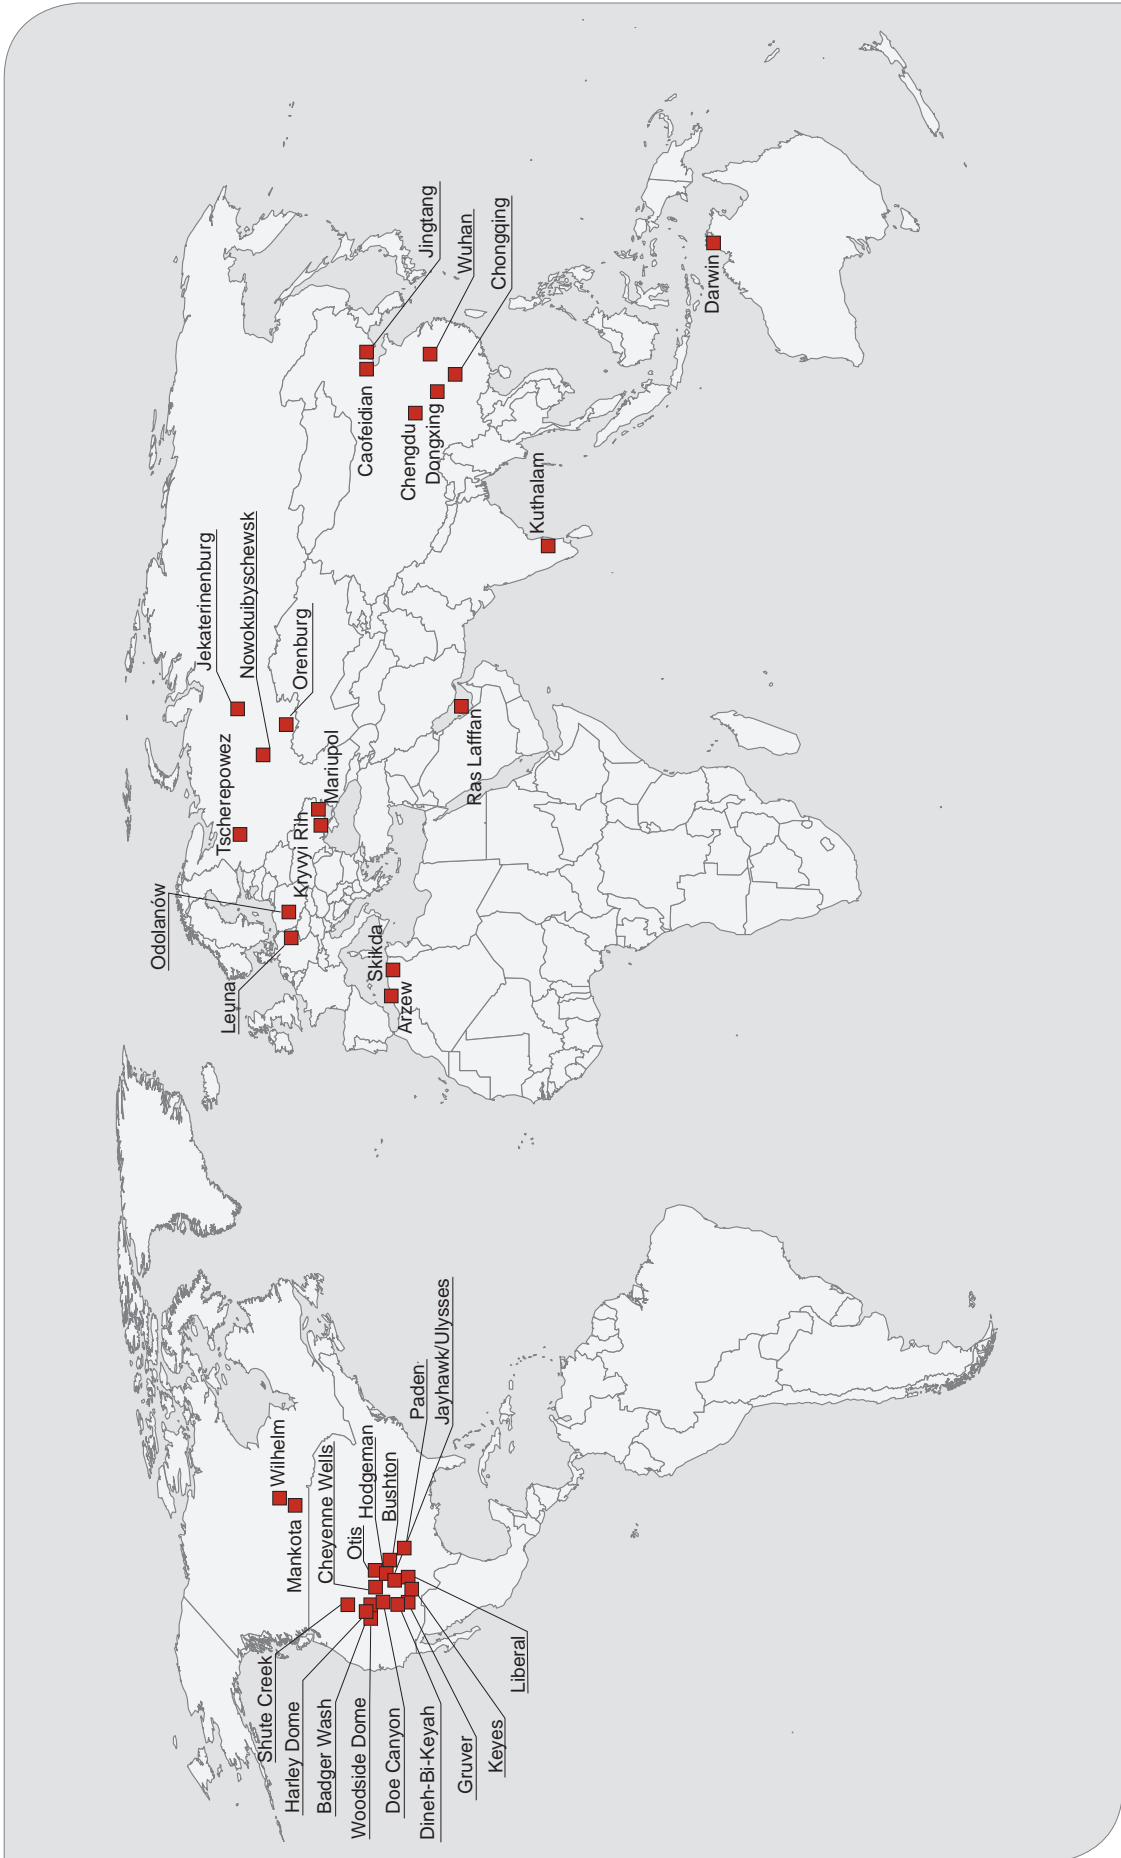 Wilhelm
Mankota
Cheyenne Wells
Otis
Hodgeman
Bushton
Paden
Jayhawk/Ulysses
Shute Creek
Harley Dome
Badger Wash
Woodside Dome
Doe Canyon
Dineh-Bi-Keyah
Gruver
Keyes
Liberal
Odolanów
Leuna
Tscherepowez
Jekaterinenburg
Nowokuibyschewsk
Orenburg
Kryvyi Rih
Mariupol
Skikda
Arzew
Ras Lafffan
Kuthalam
Caofeidian
Jingtang
Chengdu
Dongxing
Wuhan
Chongqing
Darwin